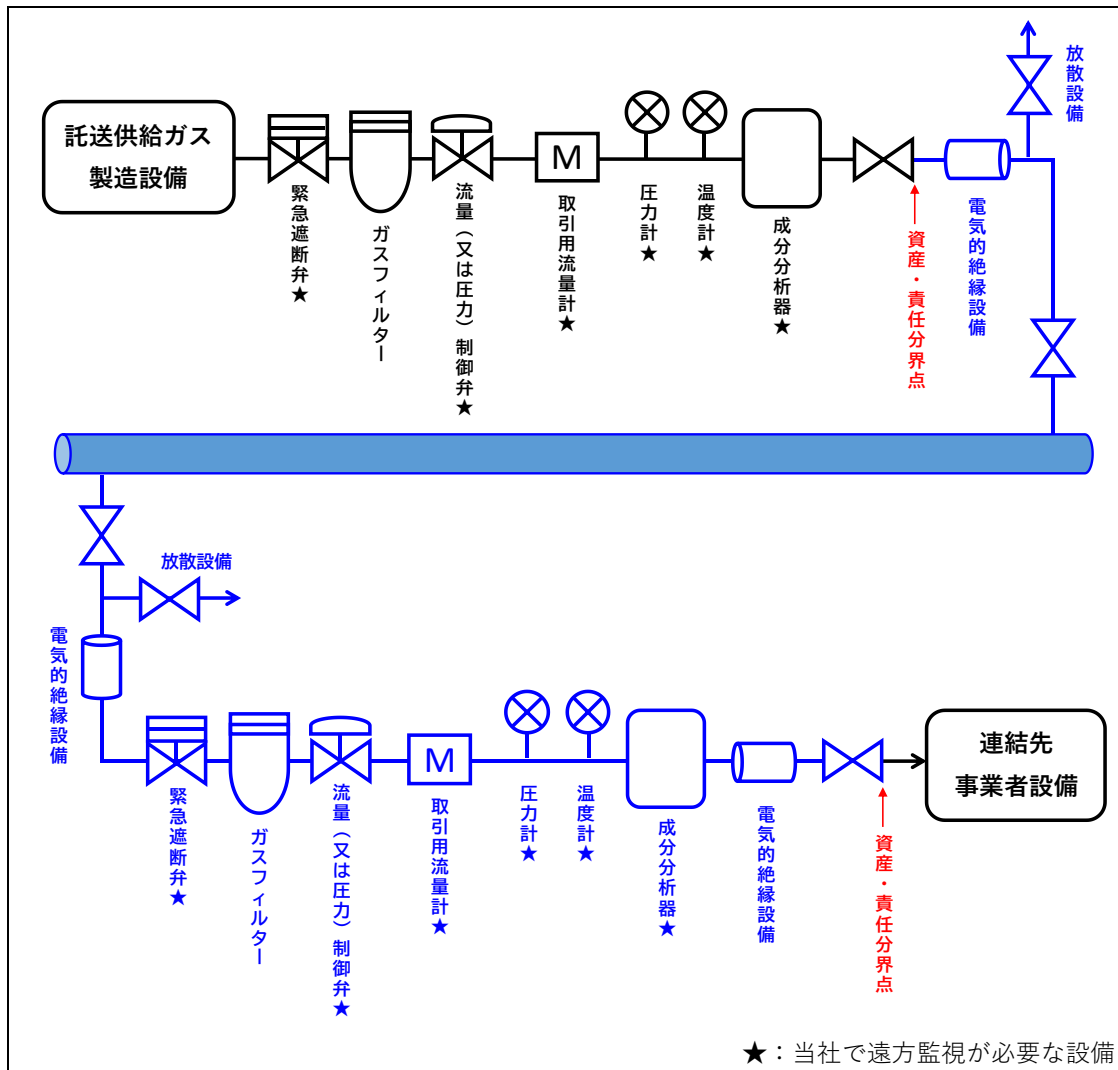 託送供給ガス
製造設備
緊急遮断弁★
ガスフィルター
流量（又は圧力）制御弁★
M
取引用流量計★
圧力計★
温度計★
成分分析器★
資産・責任分界点
電気的絶縁設備
放散設備
放散設備
電気的絶縁設備
緊急遮断弁★
ガスフィルター
流量（又は圧力）制御弁★
M
取引用流量計★
圧力計★
温度計★
成分分析器★
電気的絶縁設備
資産・責任分界点
連結先
事業者設備
★：当社で遠方監視が必要な設備